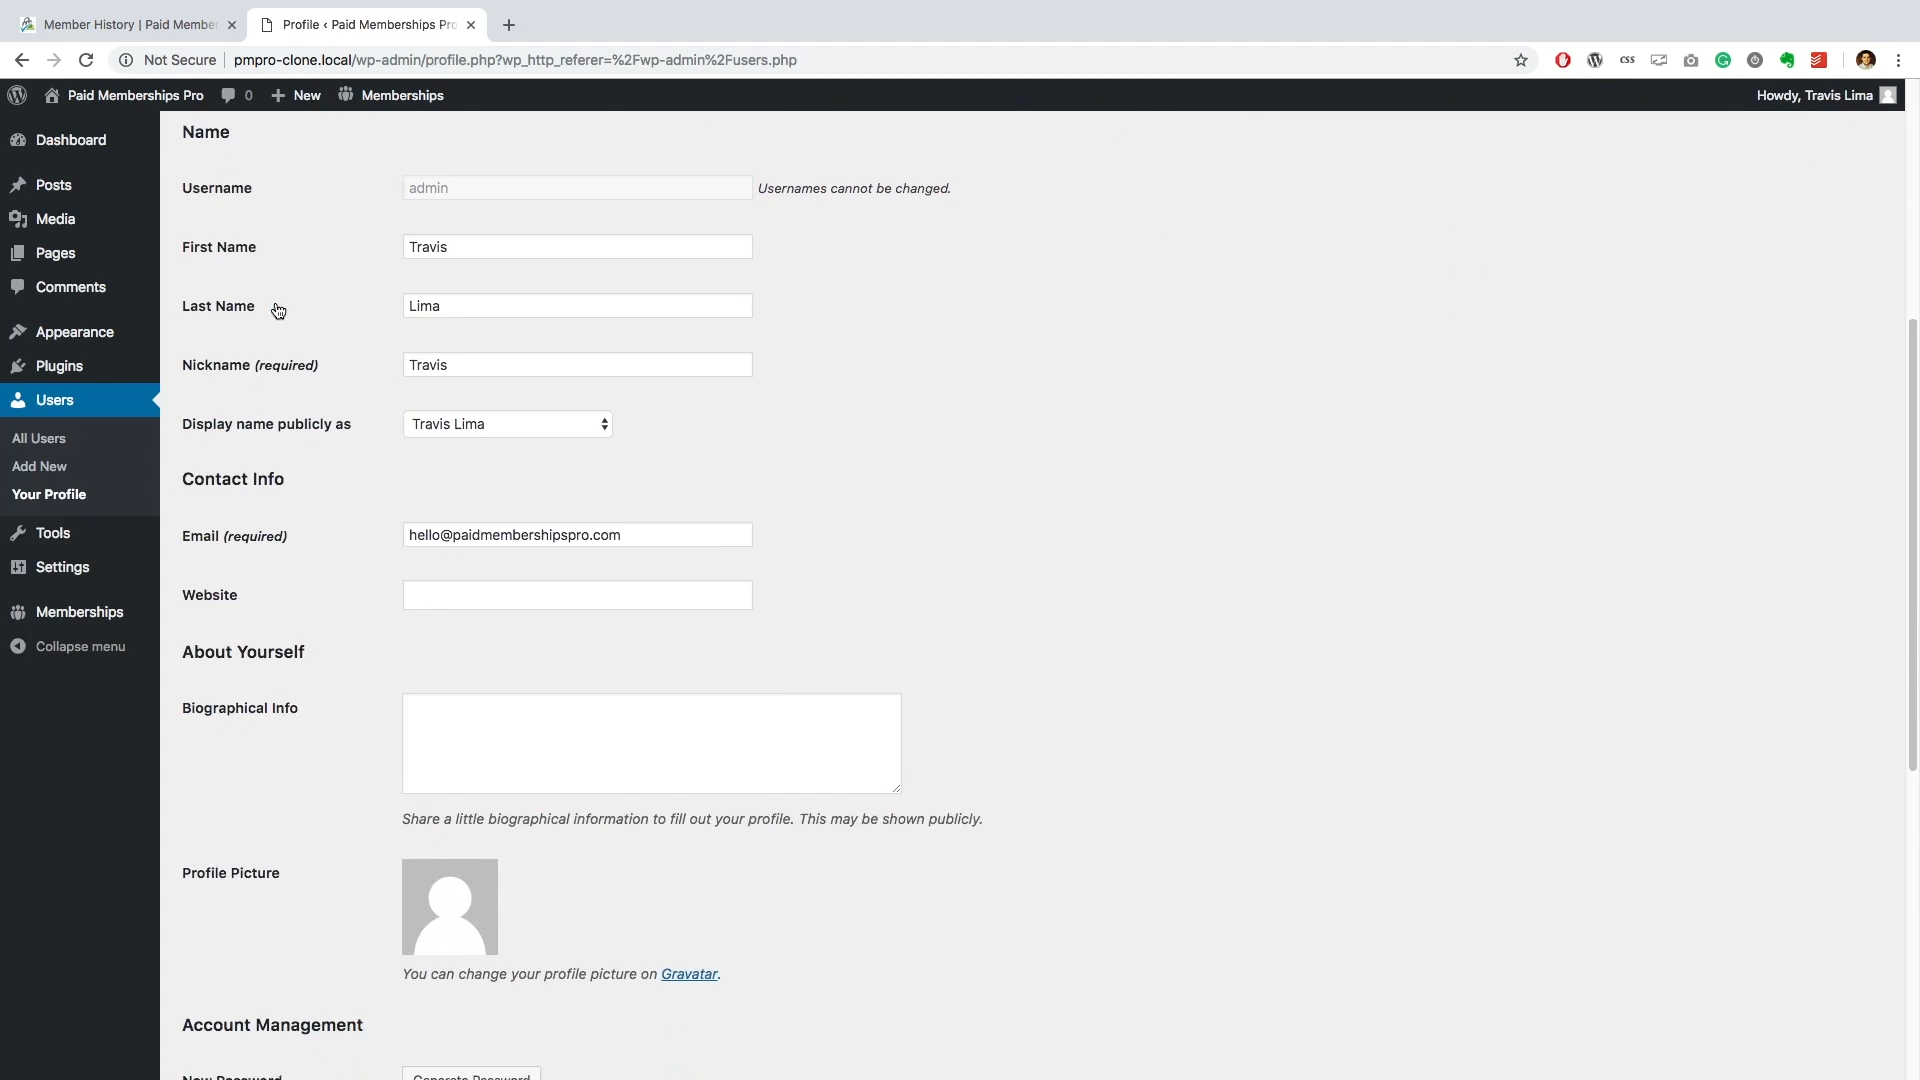 Member History | Paid Member
Profile ‹ Paid Memberships Pro
Not Secure
pmpro-clone.local/wp-admin/profile.php?wp_http_referer=%2Fwp-admin%2Fusers.php
css
Paid Memberships Pro
0
New
Memberships
Howdy, Travis Lima
Dashboard
Posts
Media
Pages
Comments
Appearance
Plugins
Users
All Users
Add New
Your Profile
Tools
Settings
Memberships
Collapse menu
Name
Username
admin
Usernames cannot be changed.
First Name
Travis
Last Name
Lima
Nickname (required)
Travis
Display name publicly as
Travis Lima
Contact Info
Email (required)
hello@paidmembershipspro.com
Website
About Yourself
Biographical Info
Share a little biographical information to fill out your profile. This may be shown publicly.
Profile Picture
You can change your profile picture on Gravatar.
Account Management
New Password
Generate Password